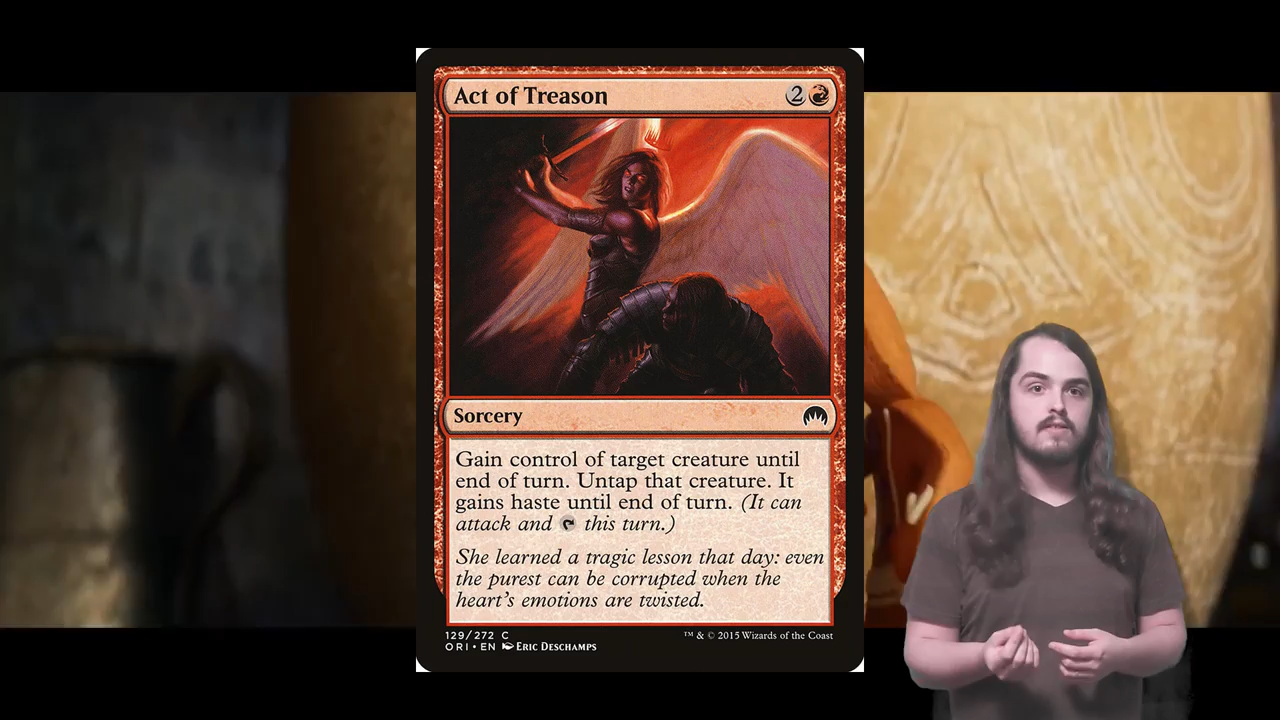 Act of Treason 2
Sorcery
Gain control of target creature until
end of turn. Untap that creature. It
gains haste until end of turn. (It can
attack and this turn.)
She learned a tragic lesson that day: even
the purest can be corrupted when the
heart's emotions are twisted.
129/272 C
ORI • EN Eric Deschamps
™ & © 2015 Wizards of the Coast